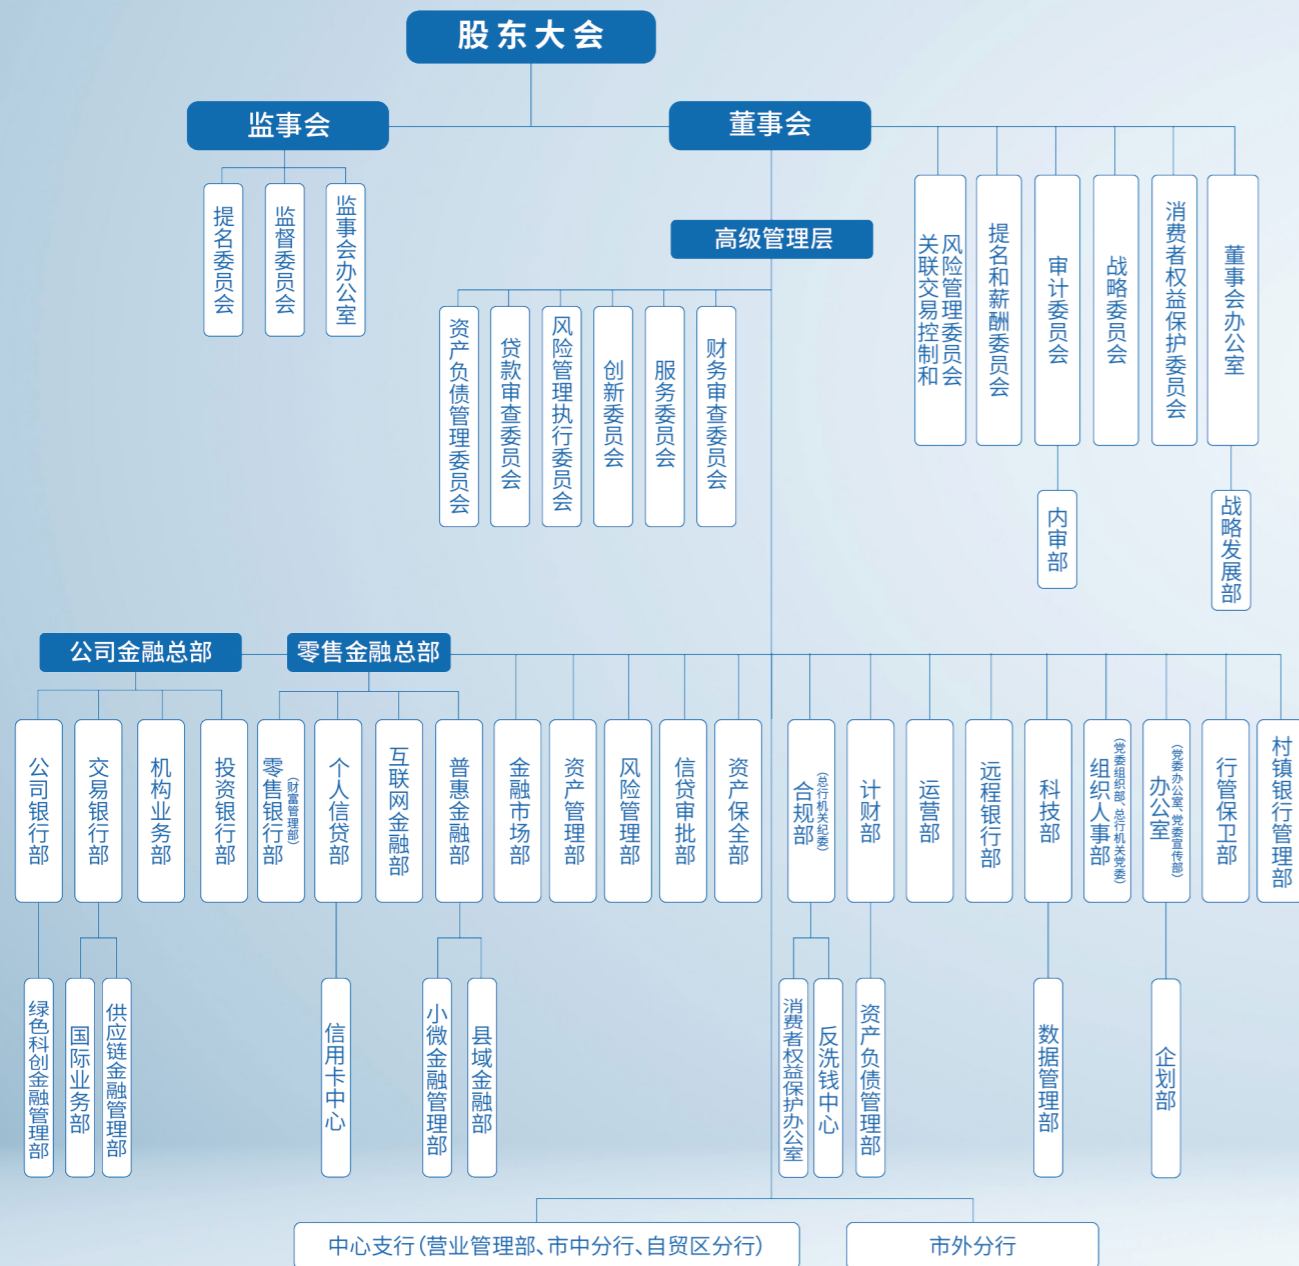 股东大会
监事会
董事会
提名委员会
监督委员会
监事会办公室
高级管理层
关联交易控制和
风险管理委员会
提名和薪酬委员会
审计委员会
战略委员会
消费者权益保护委员会
董事会办公室
资产负债管理委员会
贷款审查委员会
风险管理执行委员会
创新委员会
服务委员会
财务审查委员会
内审部
战略发展部
公司金融总部
零售金融总部
公司银行部
交易银行部
机构业务部
投资银行部
零售银行部
(财富管理部)
个人信贷部
互联网金融部
普惠金融部
金融市场部
资产管理部
风险管理部
信贷审批部
资产保全部
合规部
(总行机关纪委)
计财部
运营部
远程银行部
科技部
组织人事部
(党委组织部、总行机关党委)
办公室
(党委办公室、党委宣传部)
行管保卫部
村镇银行管理部
绿色科创金融管理部
国际业务部
供应链金融管理部
信用卡中心
小微金融管理部
县域金融部
消费者权益保护办公室
反洗钱中心
资产负债管理部
数据管理部
企划部
中心支行(营业管理部、市中分行、自贸区分行)
市外分行